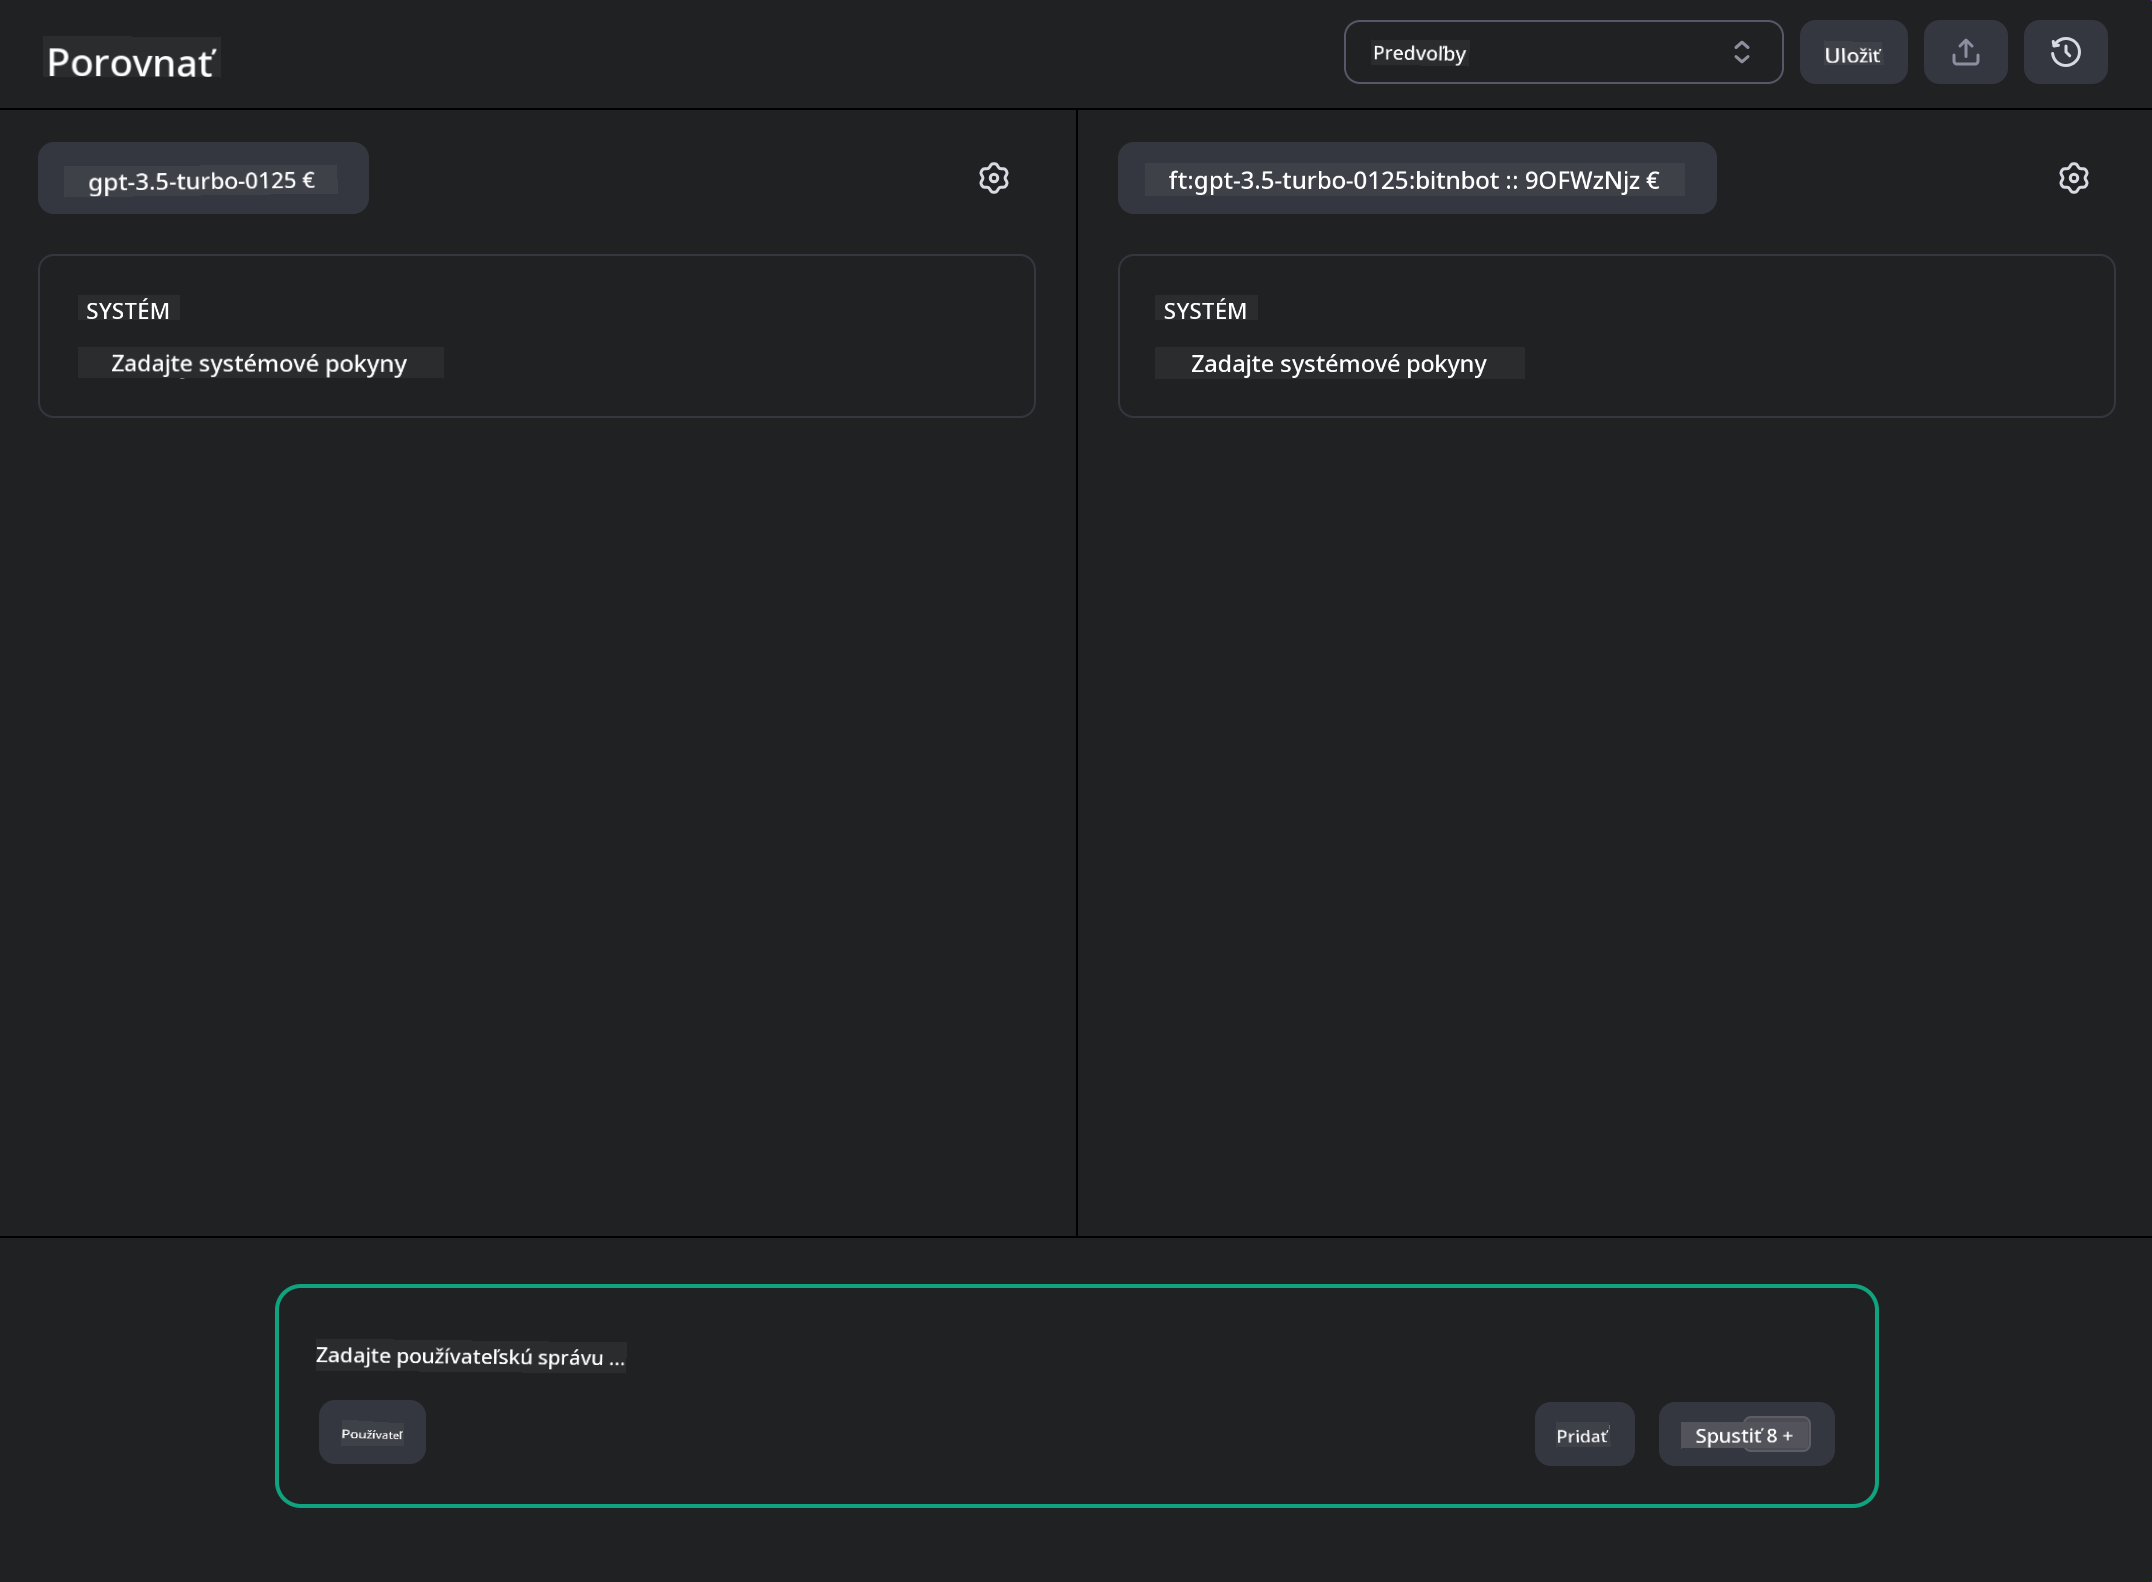 Porovnať
Predvoľby
Uložiť
gpt-3.5-turbo-0125 €
ft:gpt-3.5-turbo-0125:bitnbot :: 9OFWzNjz €
SYSTÉM
Zadajte systémové pokyny
SYSTÉM
Zadajte systémové pokyny
Zadajte používateľskú správu ...
Používateľ
Pridať
Spustiť 8 +